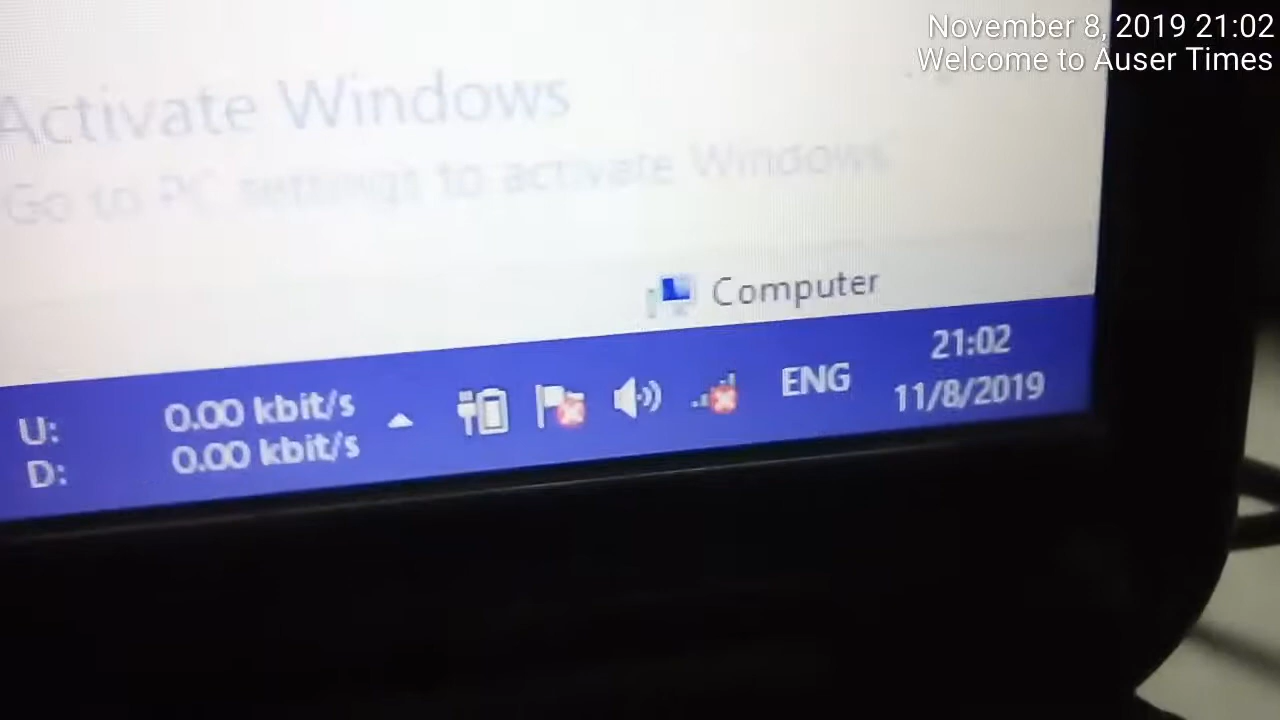 November 8, 2019 21:02
Welcome to Auser Times
Activate Windows
Go to PC settings to activate Windows
Computer
U: 0.00 kbit/s
D: 0.00 kbit/s
ENG
21:02
11/8/2019